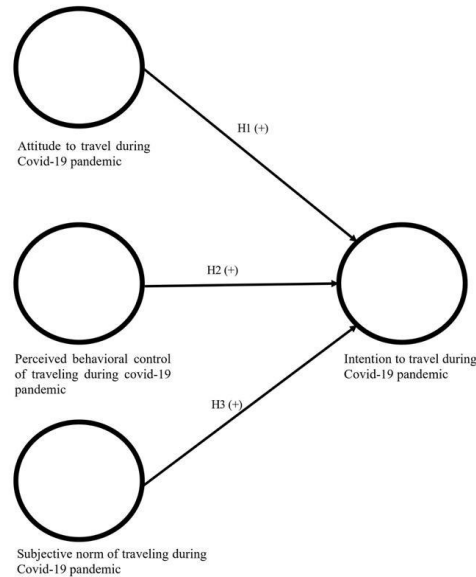 H1 (+)
Attitude to travel during
Covid-19 pandemic
H2 (+)
Perceived behavioral control
of traveling during covid-19
pandemic
Intention to travel during
Covid-19 pandemic
H3 (+)
Subjective norm of traveling during
Covid-19 pandemic